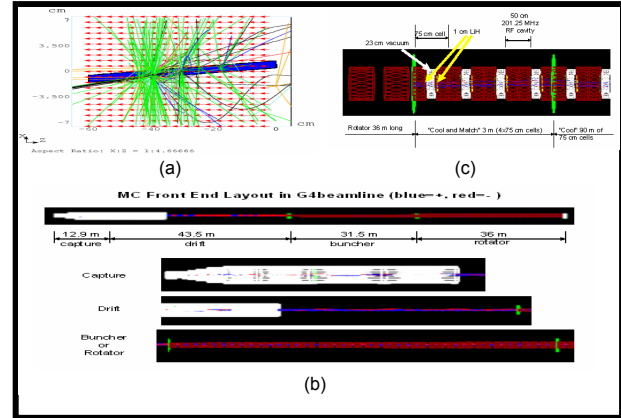 cm
7
3.500
0
-3.500
-7
-60
-40
-20
0
cm
X
Z
Aspect Ratio: X:Z = 1:4.66666
(a)
50 cm
201.25 MHz
RF cavity
75 cm cell
1 cm LiH
23 cm vacuum
Rotator 36 m long
"Cool and Match" 3 m (4x75 cm cells)
"Cool" 90 m of
75 cm cells
(c)
MC Front End Layout in G4beamline (blue=+, red=-)
12.9 m
43.5 m
31.5 m
36 m
capture
drift
buncher
rotator
Capture
Drift
Buncher
or
Rotator
(b)